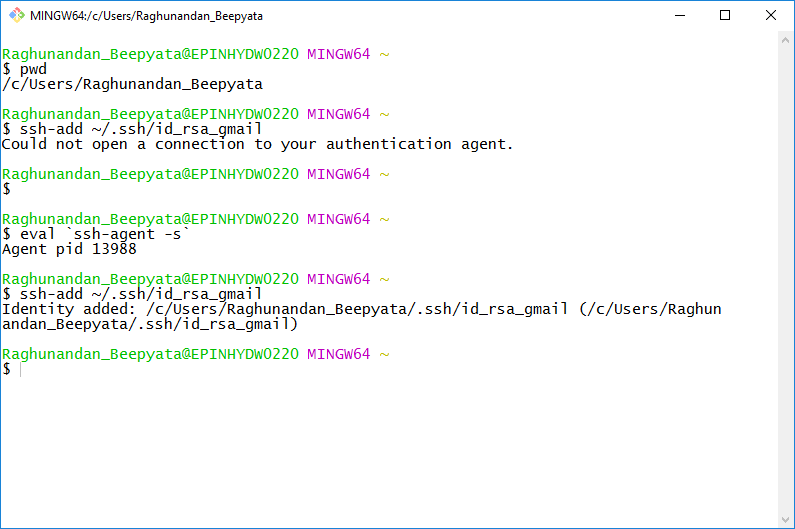 MINGW64:/c/Users/Raghunandan_Beepyata
Raghunandan_Beepyata@EPINHYDW0220 MINGW64 ~
$ pwd
/c/Users/Raghunandan_Beepyata
Raghunandan_Beepyata@EPINHYDW0220 MINGW64 ~
$ ssh-add ~/.ssh/id_rsa_gmail
Could not open a connection to your authentication agent.
Raghunandan_Beepyata@EPINHYDW0220 MINGW64 ~
$
Raghunandan_Beepyata@EPINHYDW0220 MINGW64 ~
$ eval `ssh-agent -s`
Agent pid 13988
Raghunandan_Beepyata@EPINHYDW0220 MINGW64 ~
$ ssh-add ~/.ssh/id_rsa_gmail
Identity added: /c/Users/Raghunandan_Beepyata/.ssh/id_rsa_gmail (/c/Users/Raghun
andan_Beepyata/.ssh/id_rsa_gmail)
Raghunandan_Beepyata@EPINHYDW0220 MINGW64 ~
$